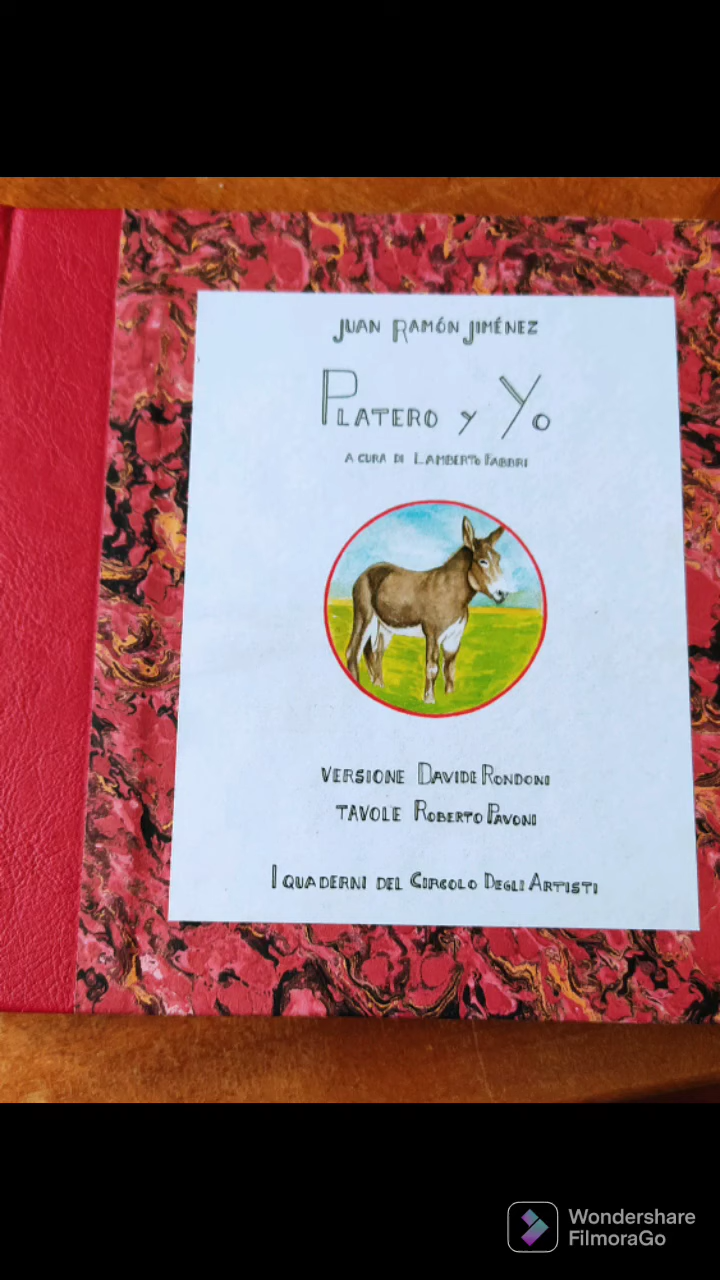 JUAN RAMÓN JIMÉNEZ
PLATERO Y YO
A CURA DI LAMBERTO FABBRI
VERSIONE DAVIDE RONDONI
TAVOLE ROBERTO PAVONI
I QUADERNI DEL CIRCOLO DEGLI ARTISTI
Wondershare
FilmoraGo